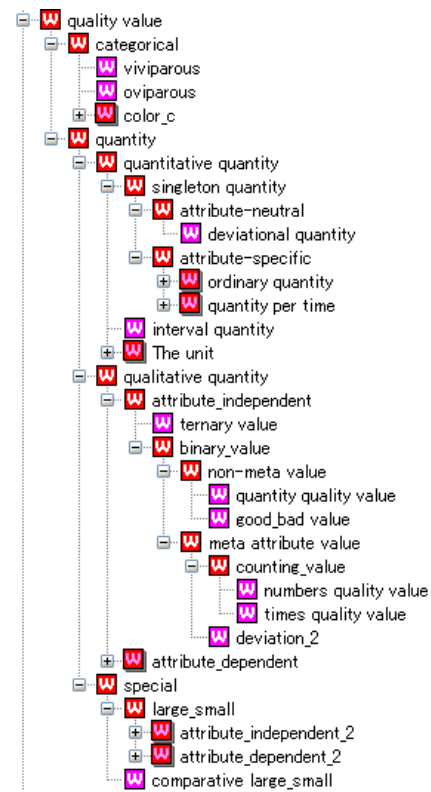 quality value
categorical
viviparous
oviparous
color_c
quantity
quantitative quantity
singleton quantity
attribute-neutral
deviational quantity
attribute-specific
ordinary quantity
quantity per time
interval quantity
The unit
qualitative quantity
attribute_independent
ternary value
binary_value
non-meta value
quantity quality value
good_bad value
meta attribute value
counting_value
numbers quality value
times quality value
deviation_2
attribute_dependent
special
large_small
attribute_independent_2
attribute_dependent_2
comparative large_small